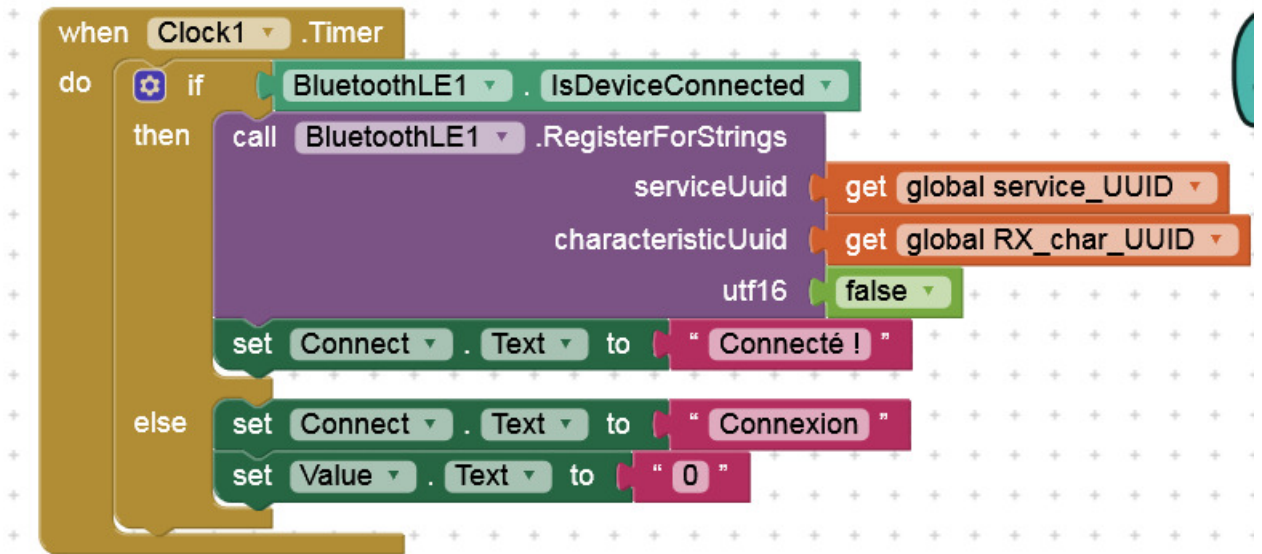 when Clock1 .Timer
do if BluetoothLE1 . IsDeviceConnected
then call BluetoothLE1 .RegisterForStrings
serviceUuid get global service_UUID
characteristicUuid get global RX_char_UUID
utf16 false
set Connect . Text to " Connecté ! "
else set Connect . Text to " Connexion "
set Value . Text to " 0 "